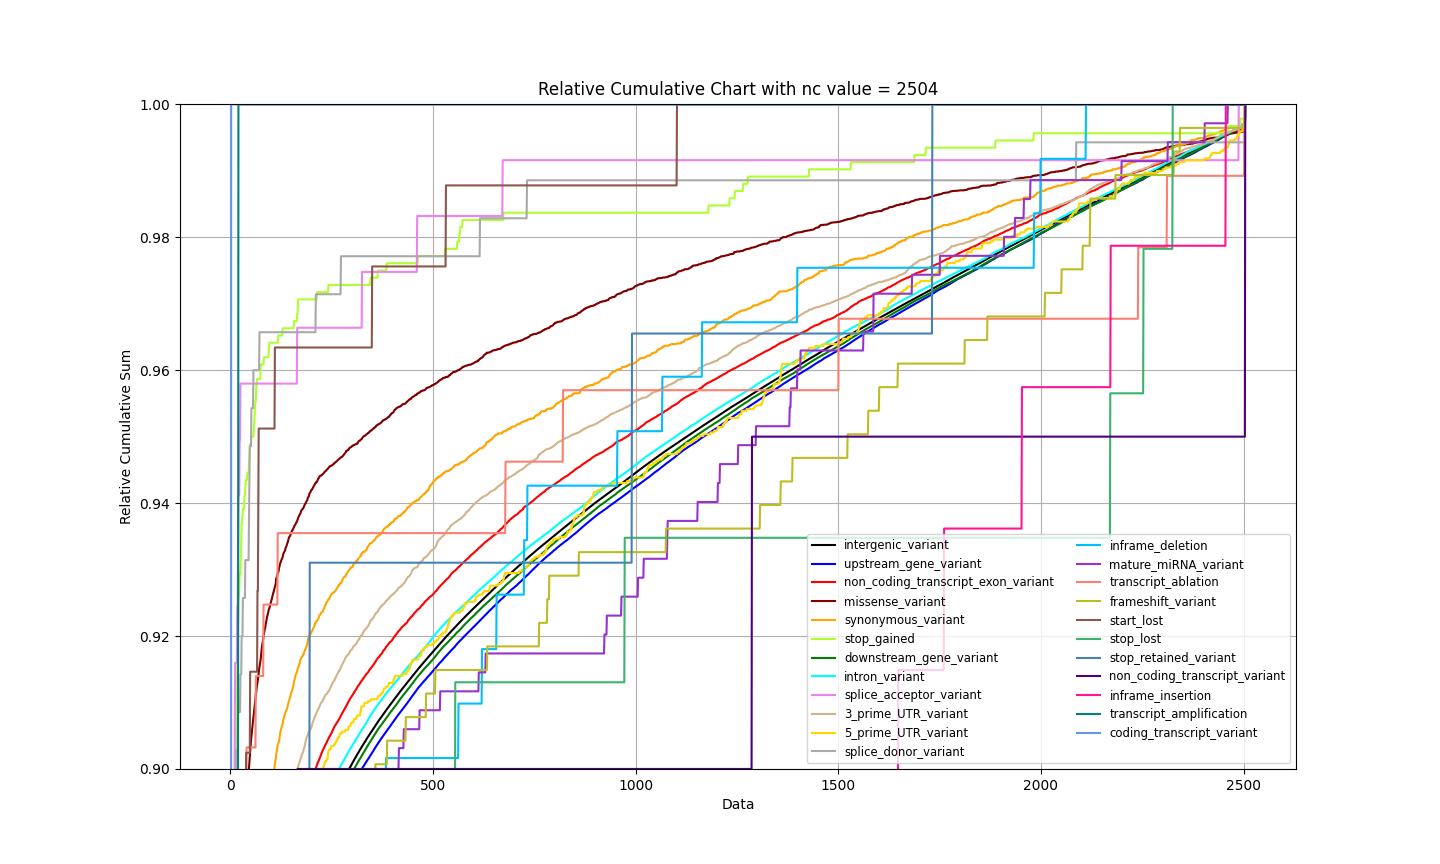 Relative Cumulative Chart with nc value = 2504
1.00
0.98
0.96
0.94
0.92
0.90
Relative Cumulative Sum
0
500
1000
1500
2000
2500
Data
intergenic_variant
upstream_gene_variant
non_coding_transcript_exon_variant
missense_variant
synonymous_variant
stop_gained
downstream_gene_variant
intron_variant
splice_acceptor_variant
3_prime_UTR_variant
5_prime_UTR_variant
splice_donor_variant
inframe_deletion
mature_miRNA_variant
transcript_ablation
frameshift_variant
start_lost
stop_lost
stop_retained_variant
non_coding_transcript_variant
inframe_insertion
transcript_amplification
coding_transcript_variant